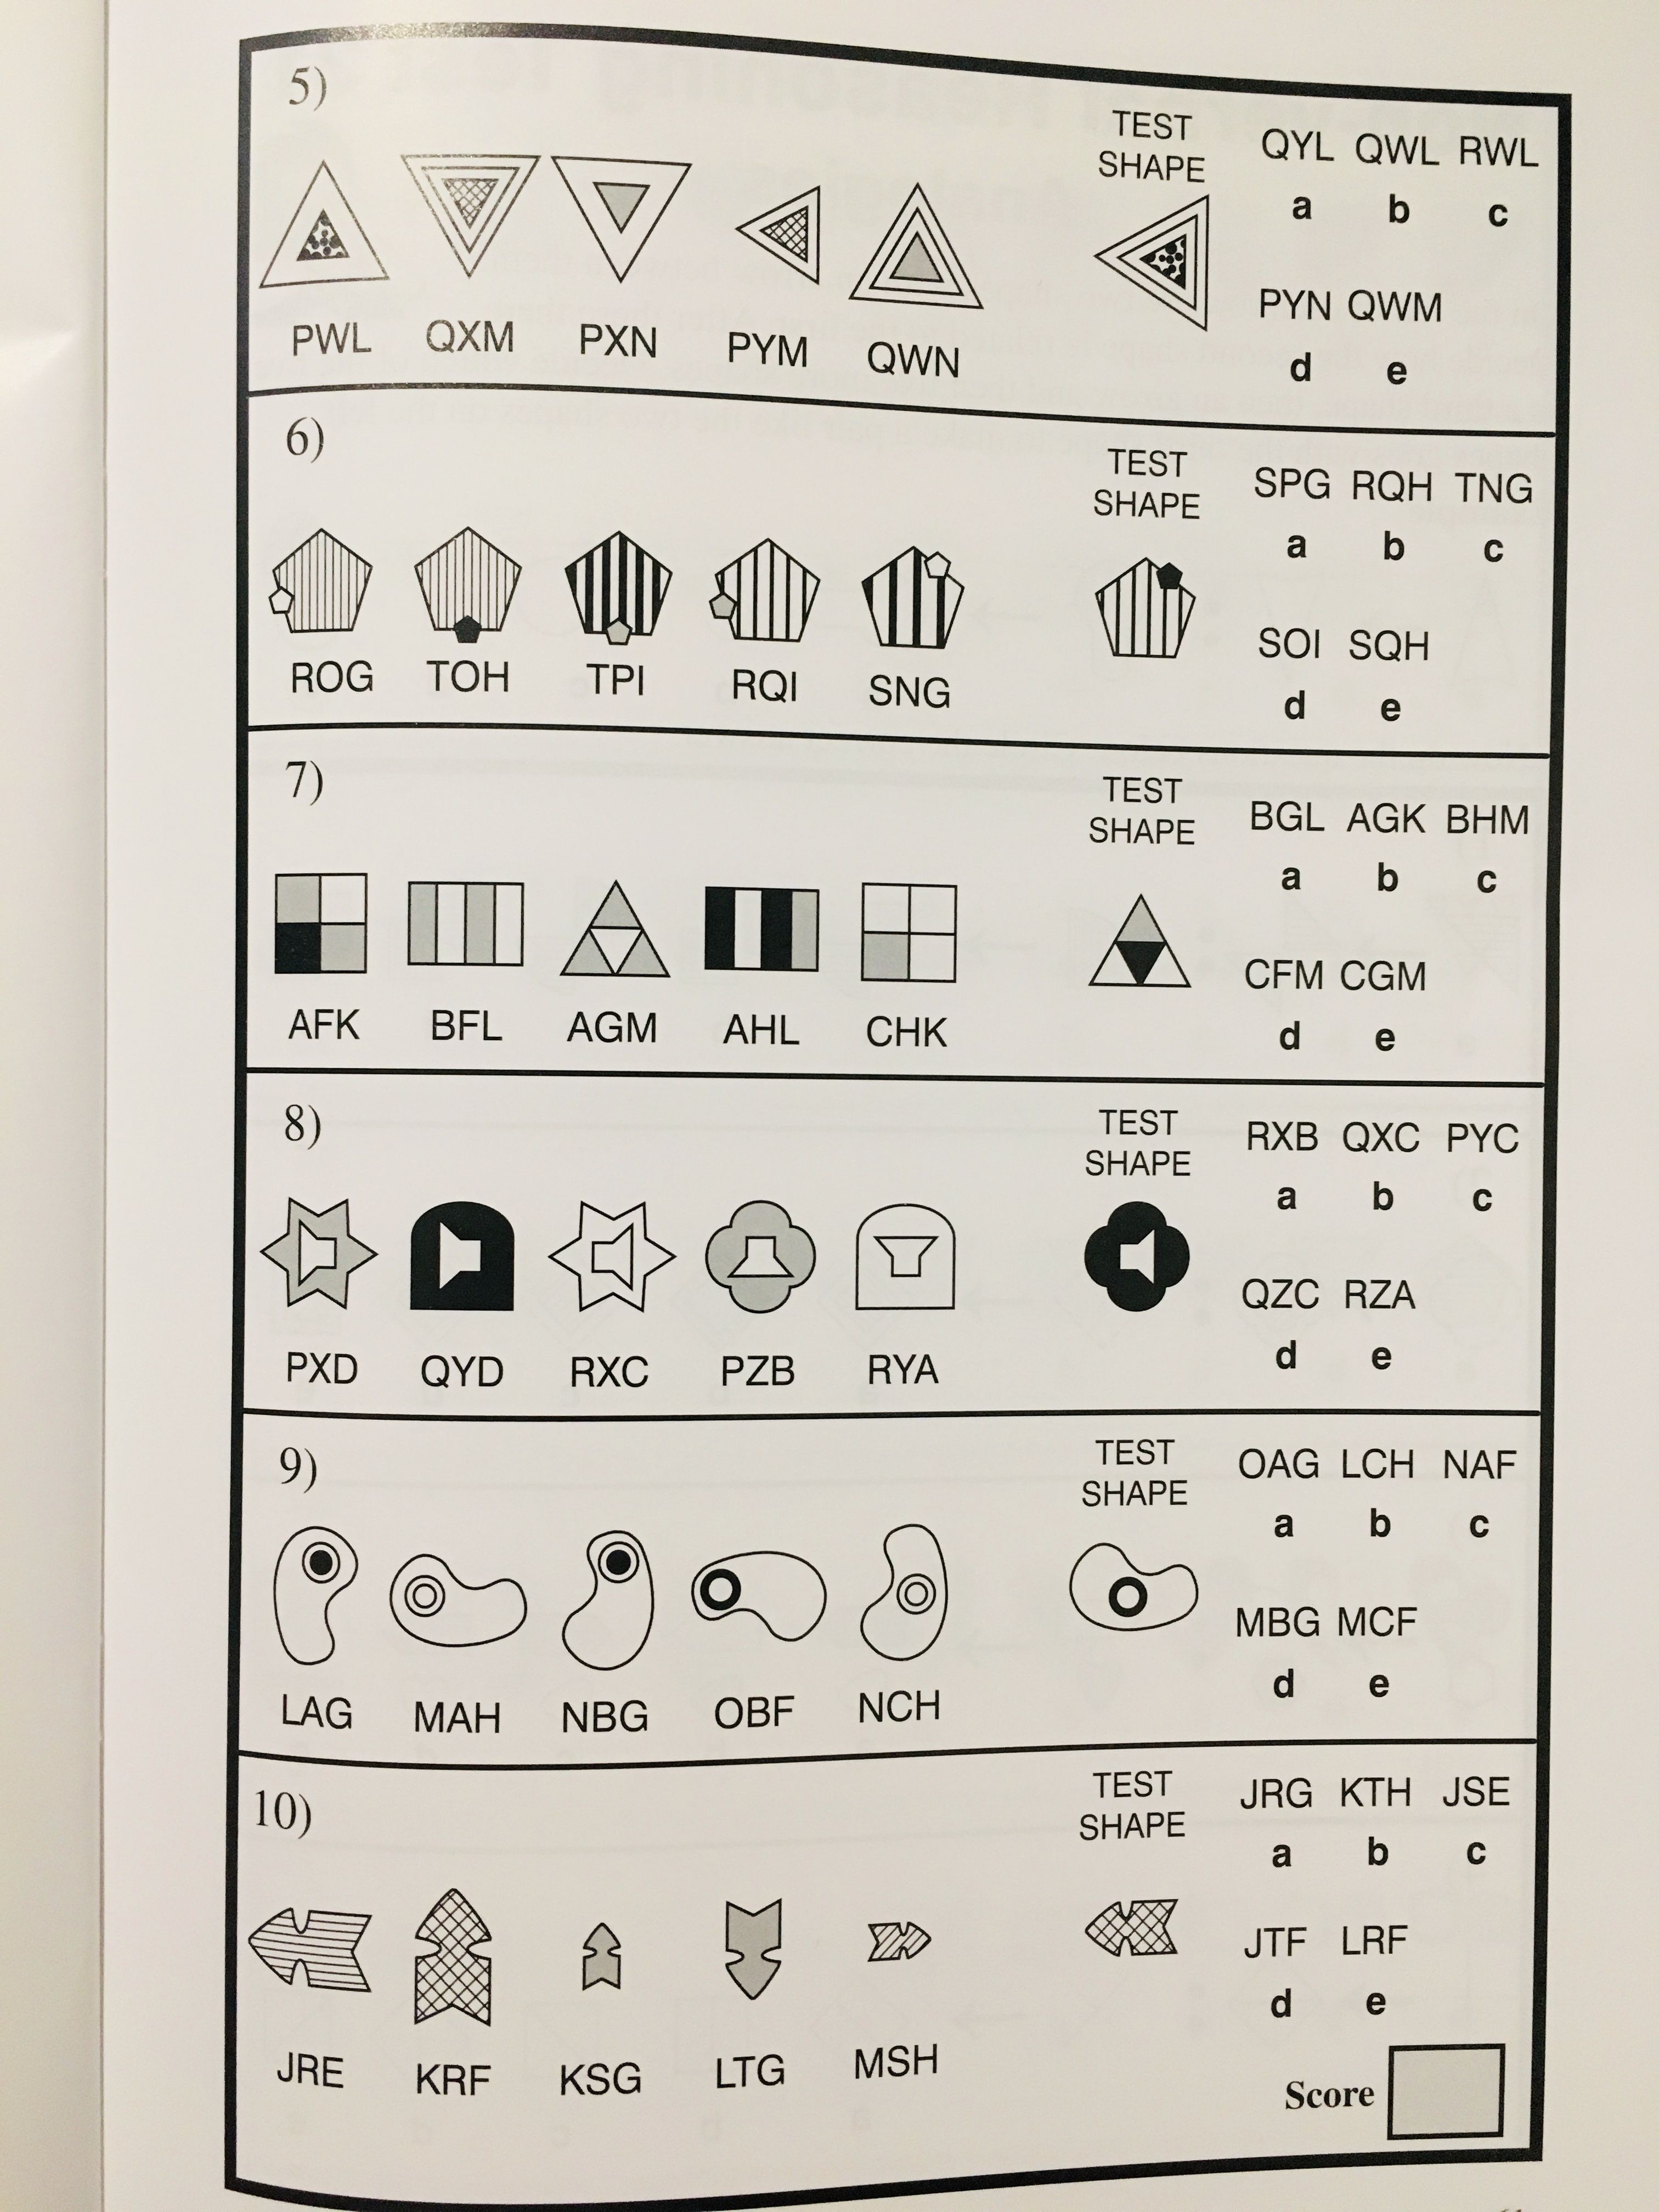 5)
TEST
SHAPE
QYL QWL RWL
a b c
PYN QWM
d e
PWL QXM PXN PYM QWN
6)
TEST
SHAPE
SPG RQH TNG
a b c
SOI SQH
d e
ROG TOH TPI RQI SNG
7)
TEST
SHAPE
BGL AGK BHM
a b c
CFM CGM
d e
AFK BFL AGM AHL CHK
8)
TEST
SHAPE
RXB QXC PYC
a b c
QZC RZA
d e
PXD QYD RXC PZB RYA
9)
TEST
SHAPE
OAG LCH NAF
a b c
MBG MCF
d e
LAG MAH NBG OBF NCH
10)
TEST
SHAPE
JRG KTH JSE
a b c
JTF LRF
d e
JRE KRF KSG LTG MSH
Score